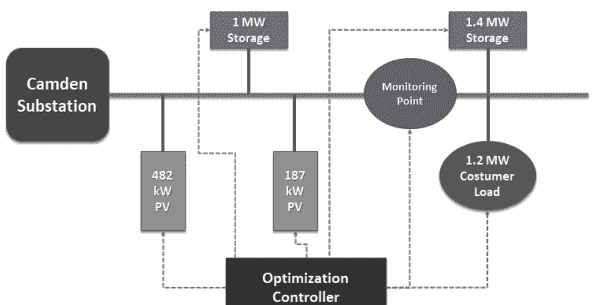 1 MW
Storage
1.4 MW
Storage
Camden
Substation
Monitoring
Point
482
kW
PV
187
kW
PV
1.2 MW
Costumer
Load
Optimization
Controller